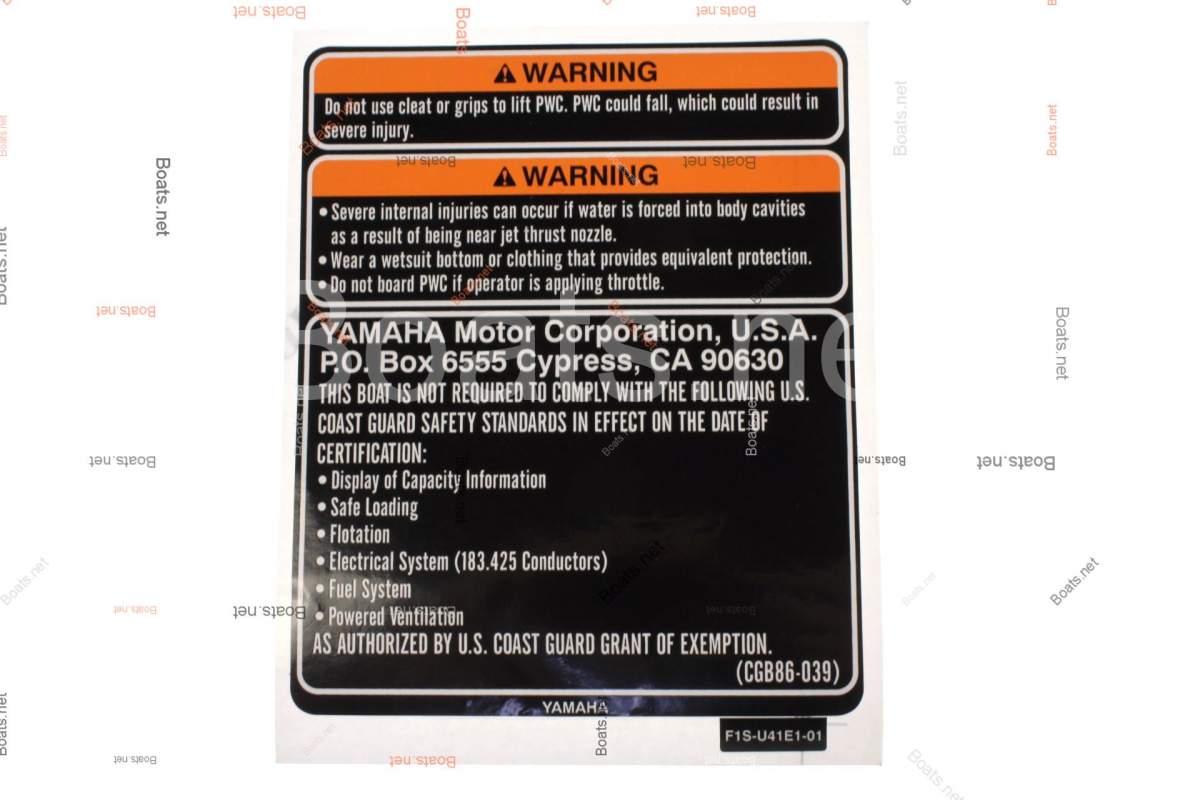 WARNING
Do not use cleat or grips to lift PWC. PWC could fall, which could result in
severe injury.
WARNING
• Severe internal injuries can occur if water is forced into body cavities
as a result of being near jet thrust nozzle.
• Wear a wetsuit bottom or clothing that provides equivalent protection.
• Do not board PWC if operator is applying throttle.
YAMAHA Motor Corporation, U.S.A.
P.O. Box 6555 Cypress, CA 90630
THIS BOAT IS NOT REQUIRED TO COMPLY WITH THE FOLLOWING U.S.
COAST GUARD SAFETY STANDARDS IN EFFECT ON THE DATE OF
CERTIFICATION:
• Display of Capacity Information
• Safe Loading
• Flotation
• Electrical System (183.425 Conductors)
• Fuel System
• Powered Ventilation
AS AUTHORIZED BY U.S. COAST GUARD GRANT OF EXEMPTION.
(CGB86-039)
YAMAHA
F1S-U41E1-01
Boats.net